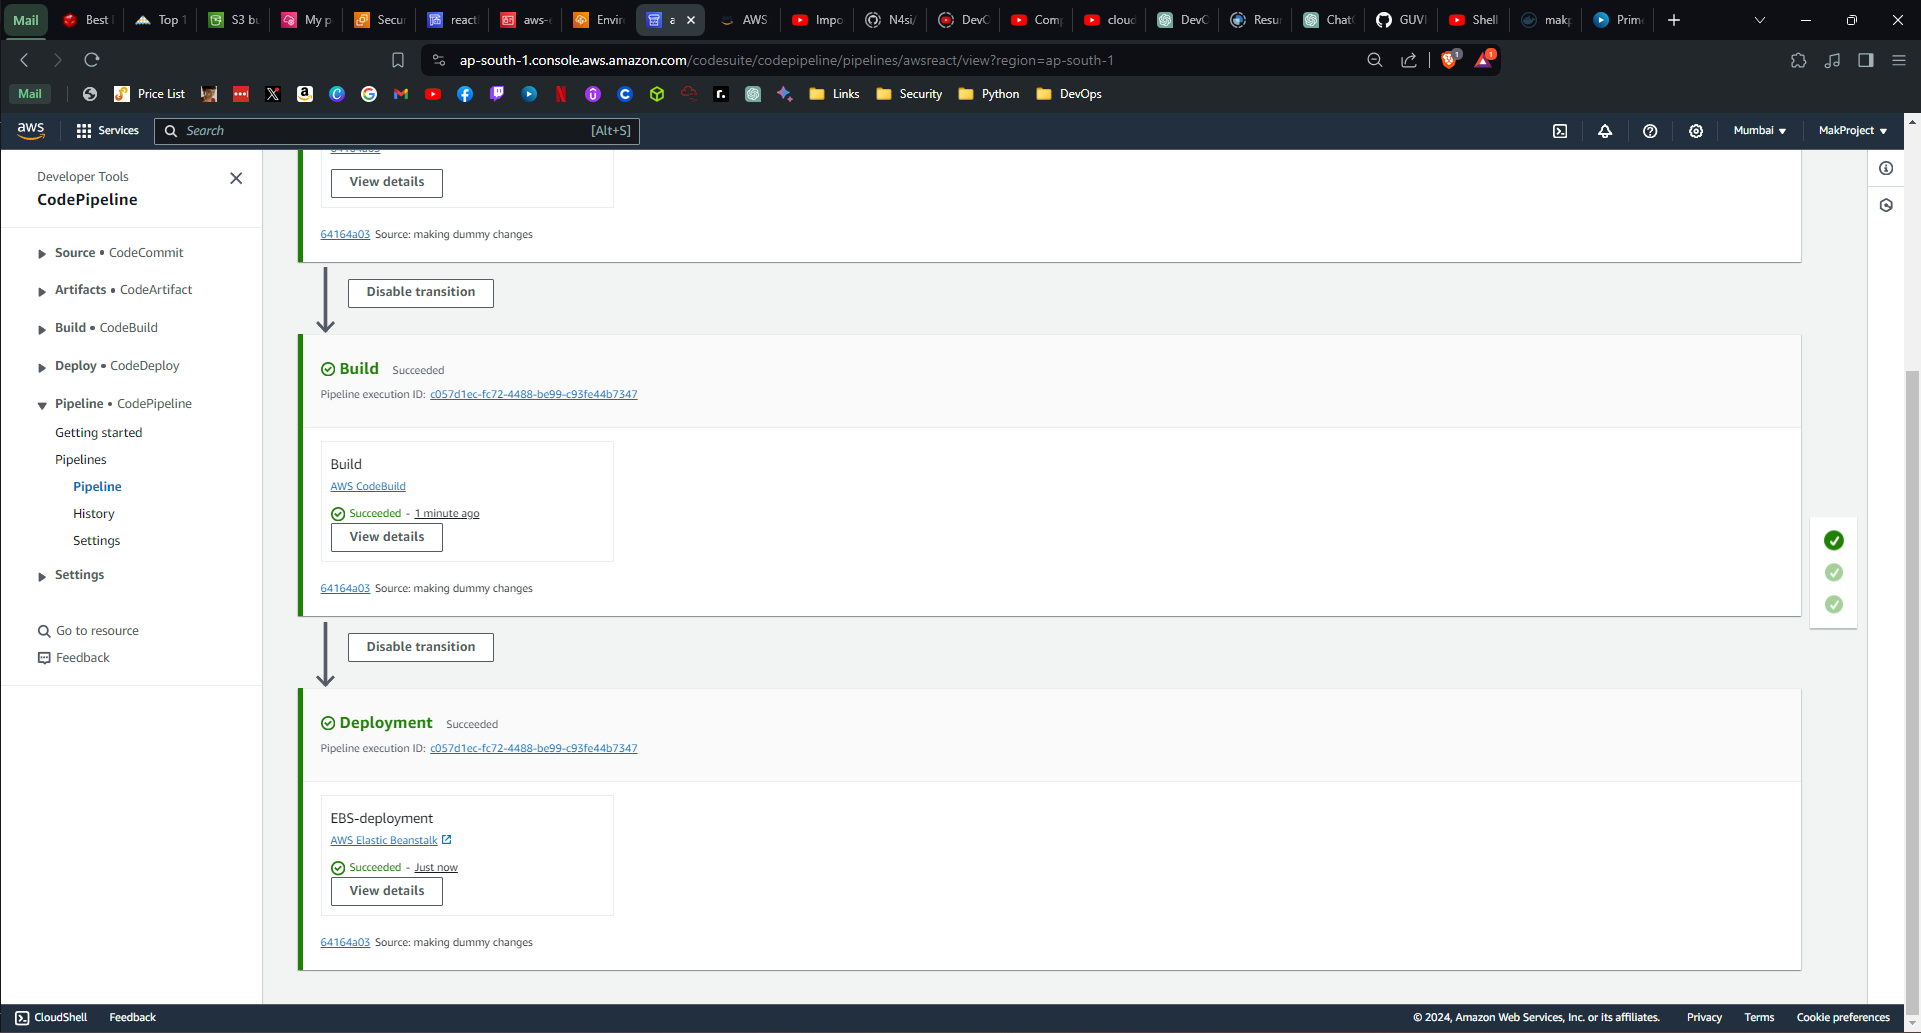 Mail
Best
Top 1
S3 bu
My p
Secur
react
aws-e
Enviro
a
AWS
Impo
N4si/
DevO
Comp
cloud
DevO
Resu
Chat
GUVI
Shell
mak
Prime
ap-south-1.console.aws.amazon.com/codesuite/codepipeline/pipelines/awsreact/view?region=ap-south-1
1
1
Mail
Price List
Links
Security
Python
DevOps
aws
Services
Search
[Alt+S]
Mumbai
MakProject
Developer Tools
CodePipeline
Source • CodeCommit
Artifacts • CodeArtifact
Build • CodeBuild
Deploy • CodeDeploy
Pipeline • CodePipeline
Getting started
Pipelines
Pipeline
History
Settings
Settings
Go to resource
Feedback
64164a03
View details
64164a03 Source: making dummy changes
Disable transition
Build Succeeded
Pipeline execution ID: c057d1ec-fc72-4488-be99-c93fe44b7347
Build
AWS CodeBuild
Succeeded - 1 minute ago
View details
64164a03 Source: making dummy changes
Disable transition
Deployment Succeeded
Pipeline execution ID: c057d1ec-fc72-4488-be99-c93fe44b7347
EBS-deployment
AWS Elastic Beanstalk
Succeeded - Just now
View details
64164a03 Source: making dummy changes
CloudShell
Feedback
© 2024, Amazon Web Services, Inc. or its affiliates.
Privacy
Terms
Cookie preferences